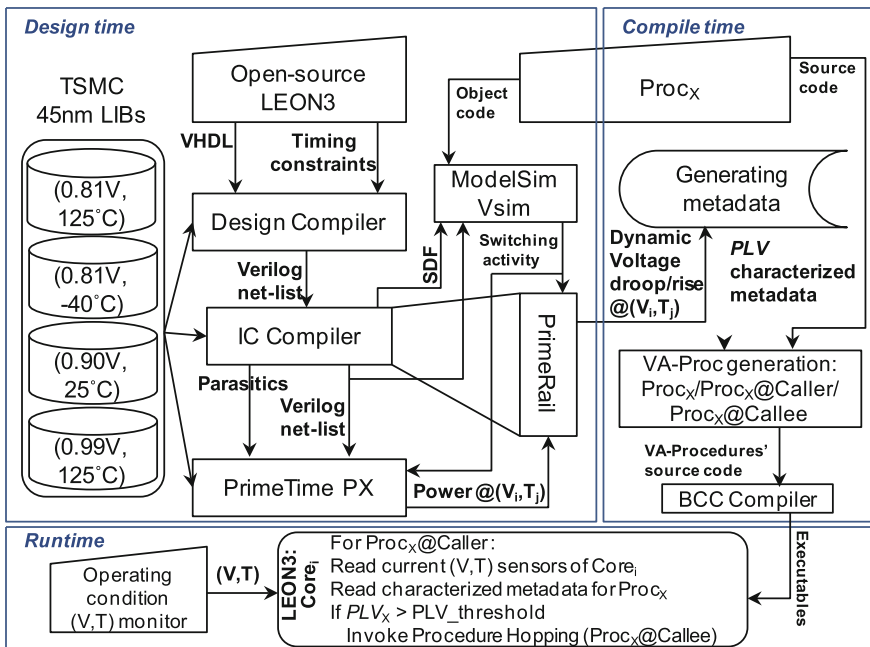 Design time
Compile time
TSMC
45nm LIBs
(0.81V,
125˚C)
(0.81V,
-40˚C)
(0.90V,
25˚C)
(0.99V,
125˚C)
Open-source
LEON3
VHDL
Timing
constraints
Design Compiler
Verilog
net-list
SDF
IC Compiler
Parasitics
Verilog
net-list
PrimeTime PX
Object
code
ModelSim
Vsim
Switching
activity
PrimeRail
Power @(Vi,Tj)
ProcX
Source
code
Generating
metadata
Dynamic
Voltage
droop/rise
@(Vi,Tj)
PLV
characterized
metadata
VA-Proc generation:
ProcX/ProcX@Caller/
ProcX@Callee
VA-Procedures'
source code
BCC Compiler
Executables
Runtime
Operating
condition
(V,T) monitor
(V,T)
LEON3:
Corei
For ProcX@Caller:
Read current (V,T) sensors of Corei
Read characterized metadata for ProcX
If PLVX > PLV_threshold
Invoke Procedure Hopping (ProcX@Callee)